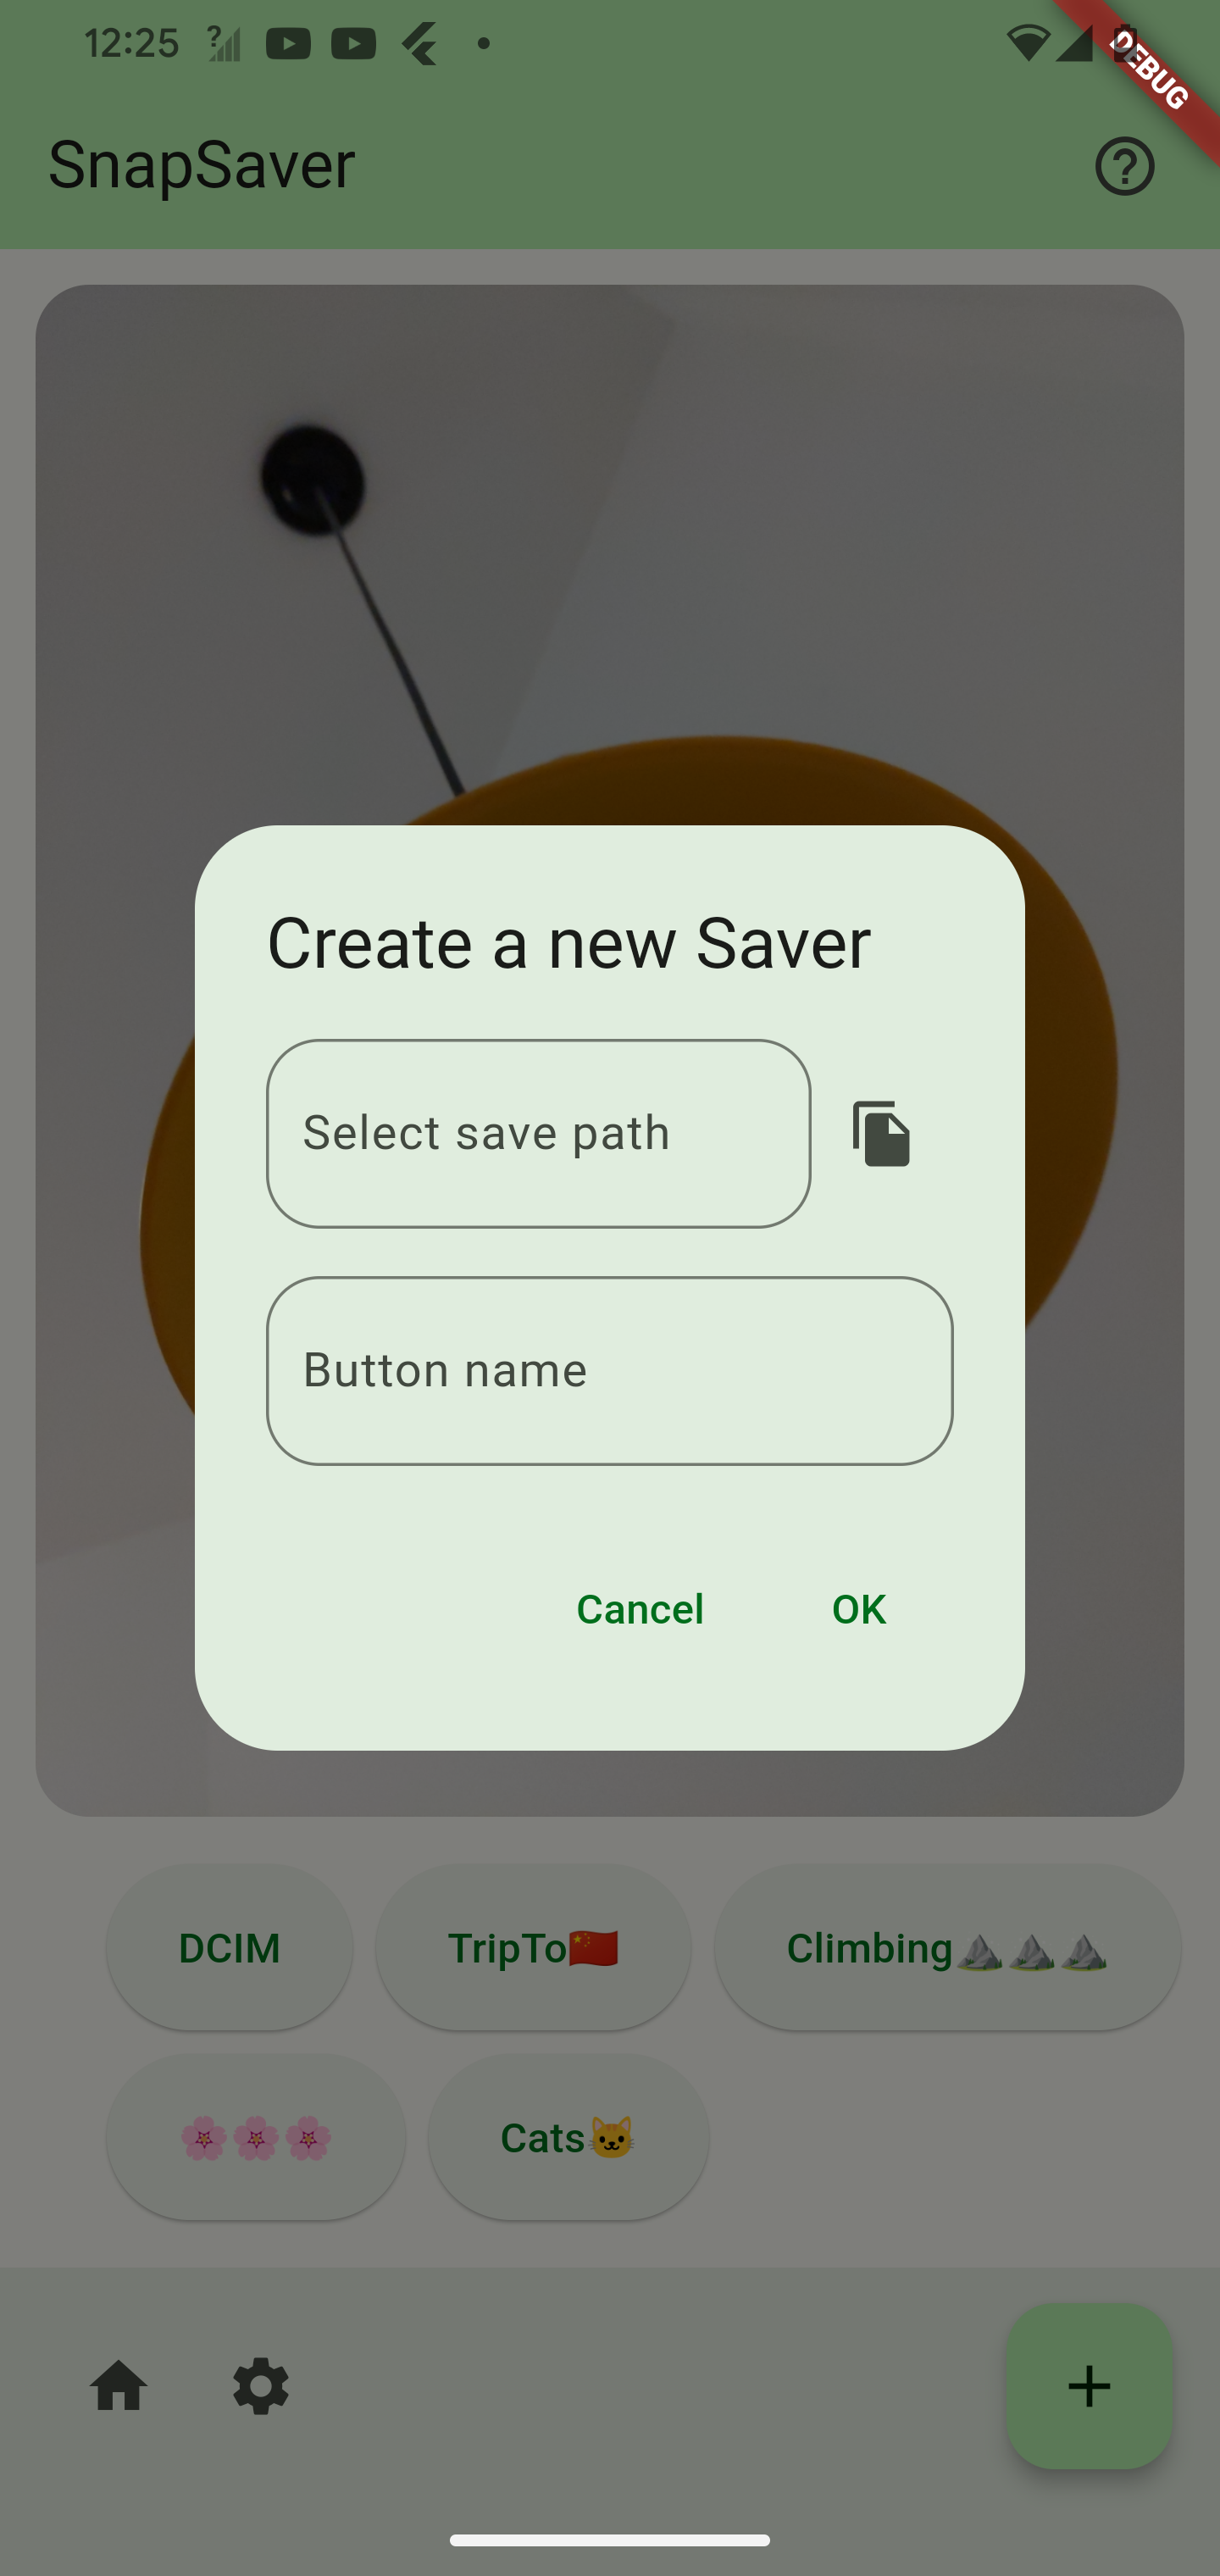 12:25
DEBUG
SnapSaver
Create a new Saver
Select save path
Button name
Cancel OK
DCIM TripTo🇨🇳 Climbing⛰️⛰️⛰️
🌸🌸🌸 Cats🐱